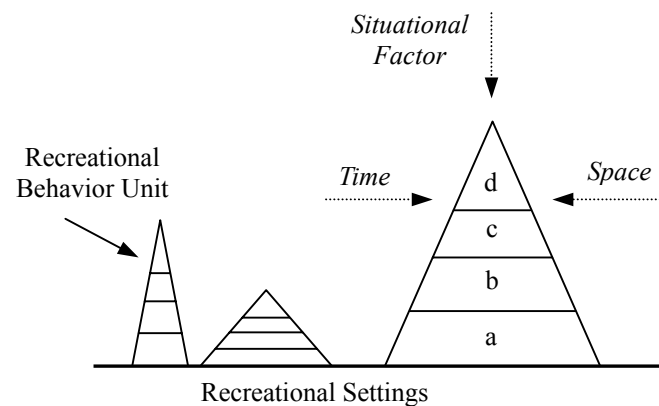 Situational
Factor
Recreational
Behavior Unit
Time
Space
d
c
b
a
Recreational Settings